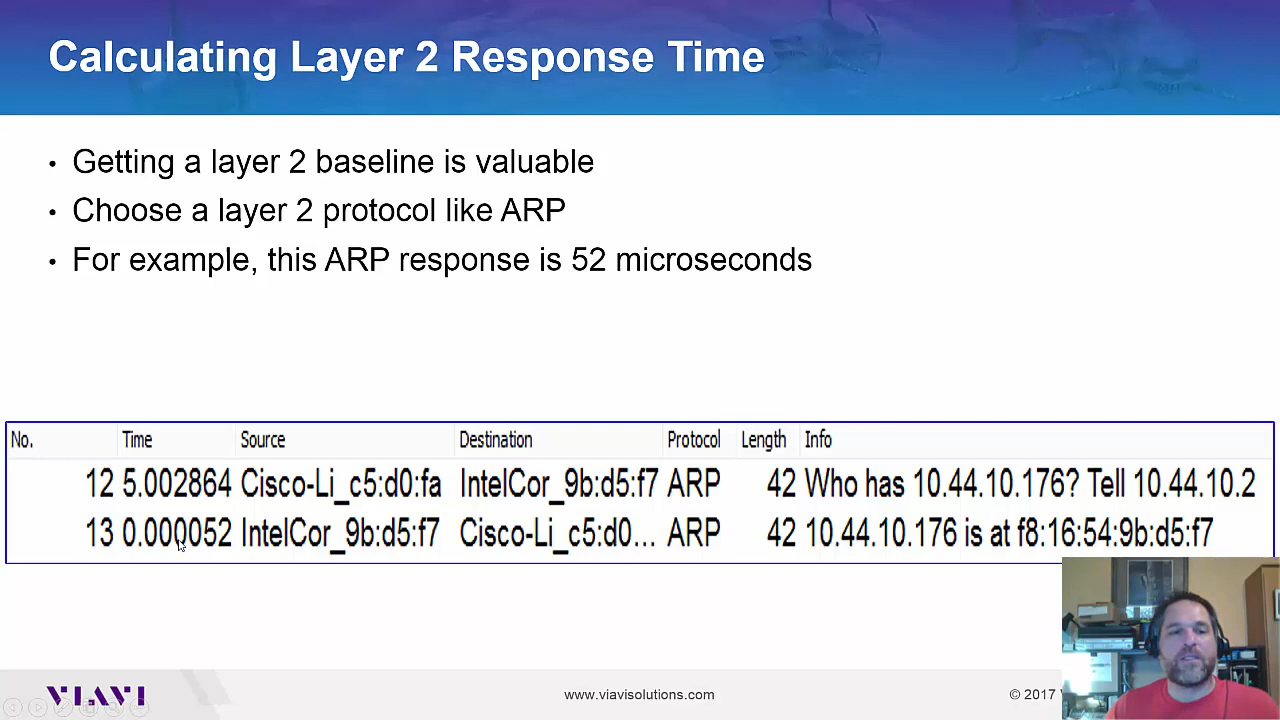 Calculating Layer 2 Response Time
• Getting a layer 2 baseline is valuable
• Choose a layer 2 protocol like ARP
• For example, this ARP response is 52 microseconds
No. Time Source Destination Protocol Length Info
12 5.002864 Cisco-Li_c5:d0:fa IntelCor_9b:d5:f7 ARP 42 Who has 10.44.10.176? Tell 10.44.10.2
13 0.000052 IntelCor_9b:d5:f7 Cisco-Li_c5:d0... ARP 42 10.44.10.176 is at f8:16:54:9b:d5:f7
VIAVI www.viavisolutions.com © 2017